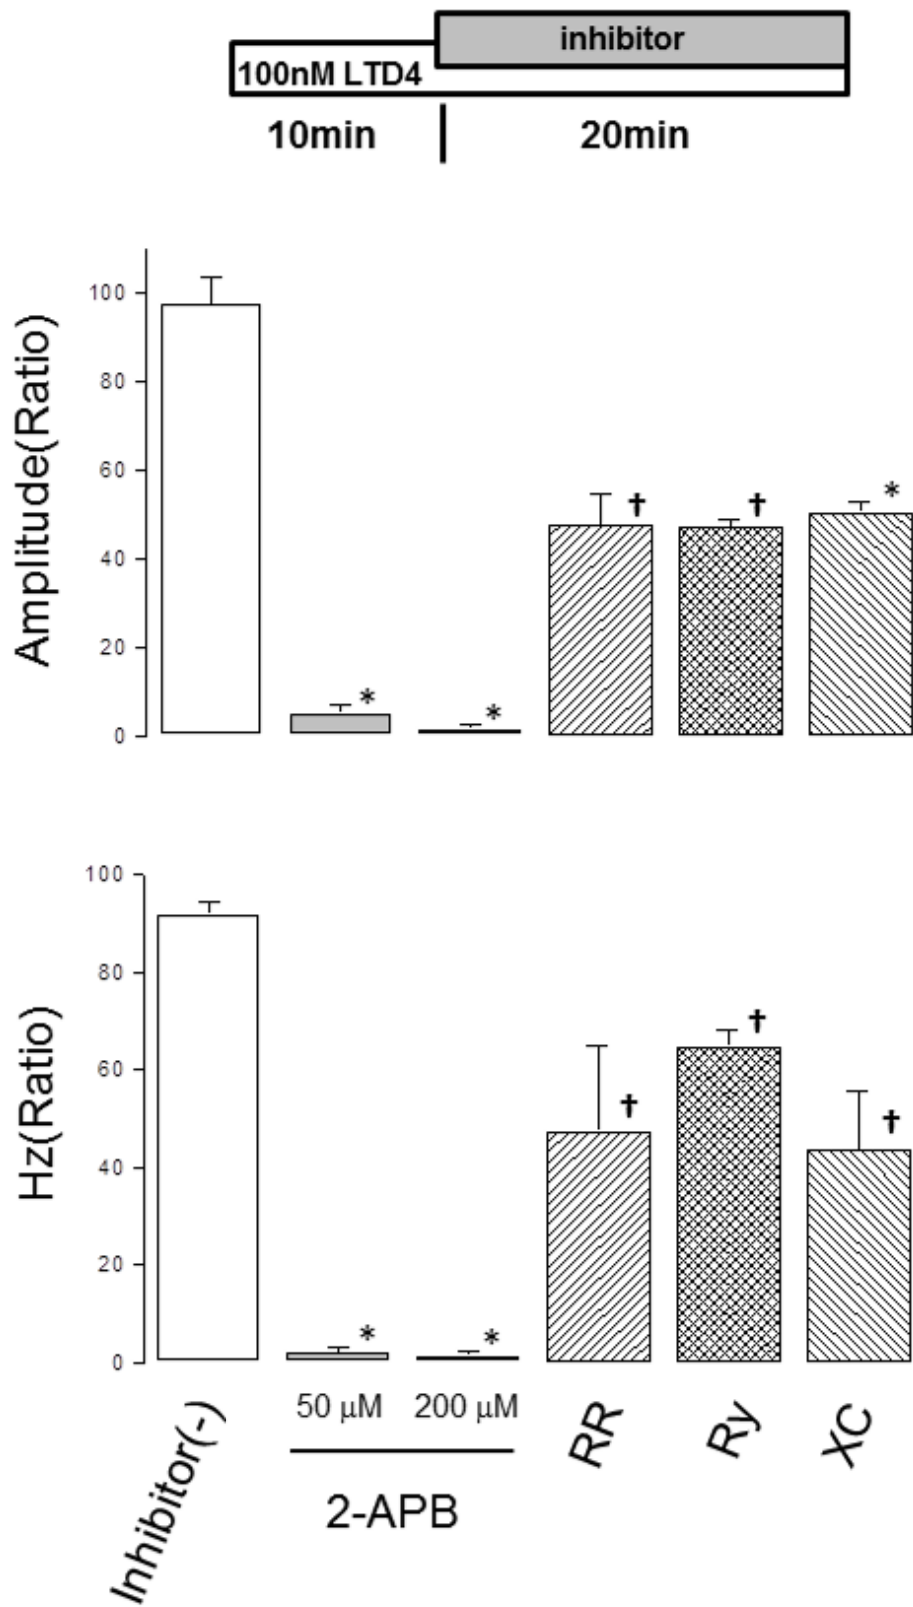 inhibitor
100nM LTD4
10min
20min
Amplitude(Ratio)
100
80
60
40
20
0
*
*
†
†
*
Hz(Ratio)
100
80
60
40
20
0
*
*
†
†
†
Inhibitor(-)
50 μM
200 μM
2-APB
RR
Ry
XC